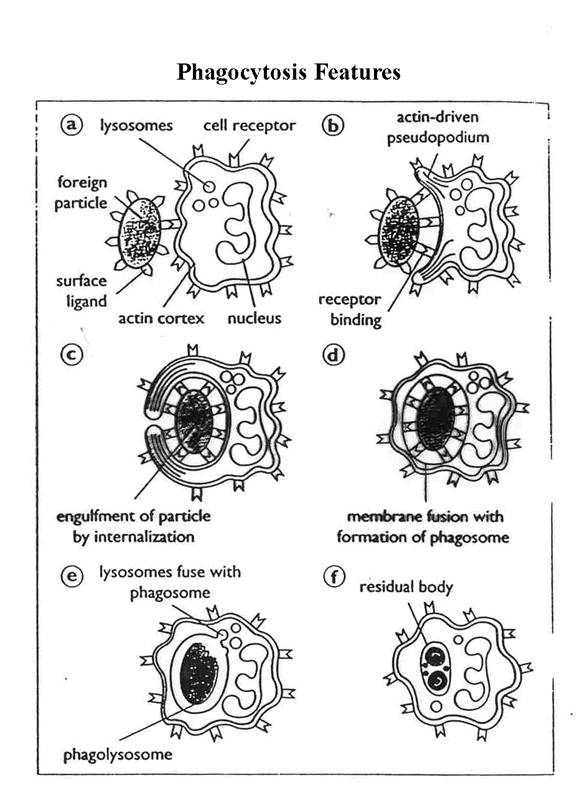 Phagocytosis Features
a
lysosomes
cell receptor
foreign
particle
surface
ligand
actin cortex
nucleus
b
actin-driven
pseudopodium
receptor
binding
c
engulfment of particle
by internalization
d
membrane fusion with
formation of phagosome
e
lysosomes fuse with
phagosome
phagolysosome
f
residual body